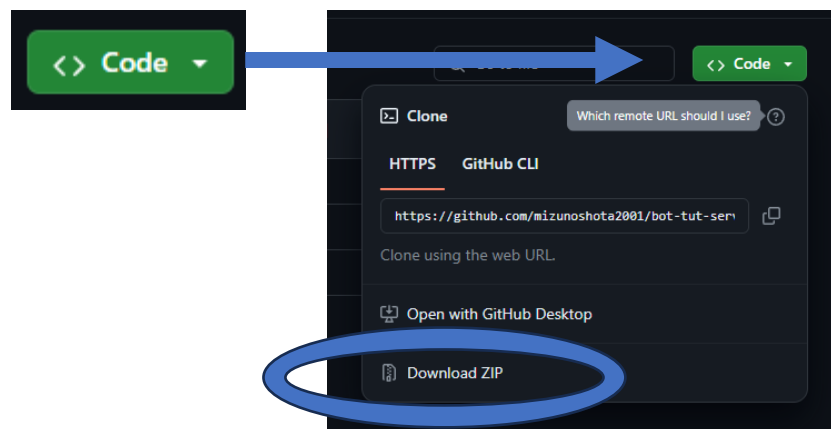 <> Code
<> Code
Clone
Which remote URL should I use?
HTTPS GitHub CLI
https://github.com/mizunoshota2001/bot-tut-serv
Clone using the web URL.
Open with GitHub Desktop
Download ZIP